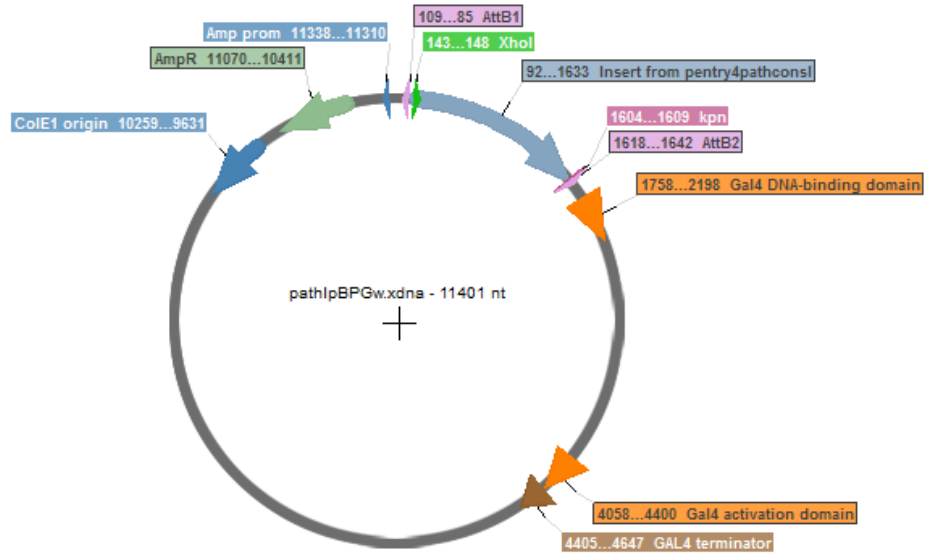 109...85 AttB1
Amp prom 11338...11310
143...148 XhoI
AmpR 11070...10411
92...1633 Insert from pentry4pathconsI
ColE1 origin 10259...9631
1604...1609 kpn
1618...1642 AttB2
1758...2198 Gal4 DNA-binding domain
pathIpBPGw.xdna - 11401 nt
4058...4400 Gal4 activation domain
4405...4647 GAL4 terminator